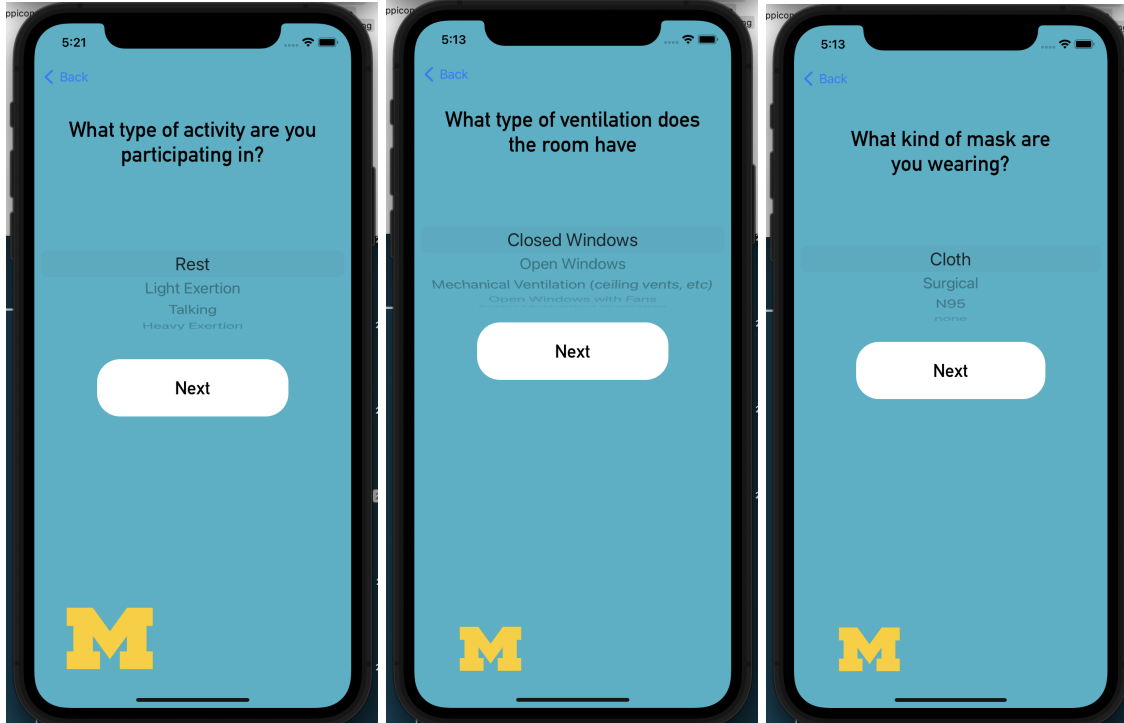 ppicon
5:21
Back
What type of activity are you
participating in?
Rest
Light Exertion
Talking
Heavy Exertion
Next
M
ppicon
5:13
Back
What type of ventilation does
the room have
Closed Windows
Open Windows
Mechanical Ventilation (ceiling vents, etc)
Open Windows with Fans
Next
M
ppicon
5:13
Back
What kind of mask are
you wearing?
Cloth
Surgical
N95
none
Next
M